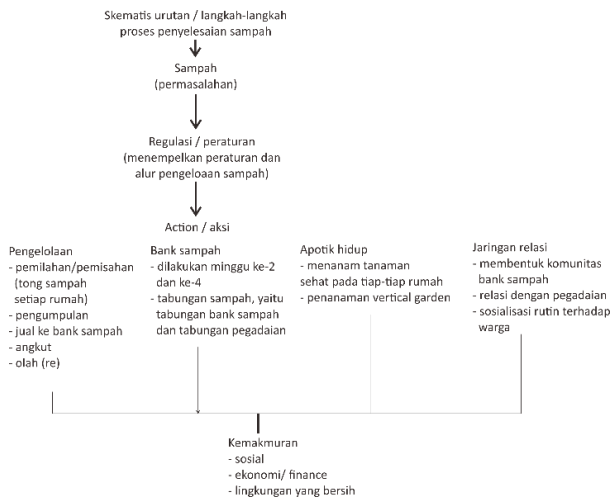 Skematis urutan / langkah-langkah
proses penyelesaian sampah
Sampah
(permasalahan)
Regulasi / peraturan
(menempelkan peraturan dan
alur pengeloaan sampah)
Action / aksi
Pengelolaan
- pemilahan/pemisahan
(tong sampah
setiap rumah)
- pengumpulan
- jual ke bank sampah
- angkut
- olah (re)
Bank sampah
- dilakukan minggu ke-2
dan ke-4
- tabungan sampah, yaitu
tabungan bank sampah
dan tabungan pegadaian
Apotik hidup
- menanam tanaman
sehat pada tiap-tiap rumah
- penanaman vertical garden
Jaringan relasi
- membentuk komunitas
bank sampah
- relasi dengan pegadaian
- sosialisasi rutin terhadap
warga
Kemakmuran
- sosial
- ekonomi/ finance
- lingkungan yang bersih